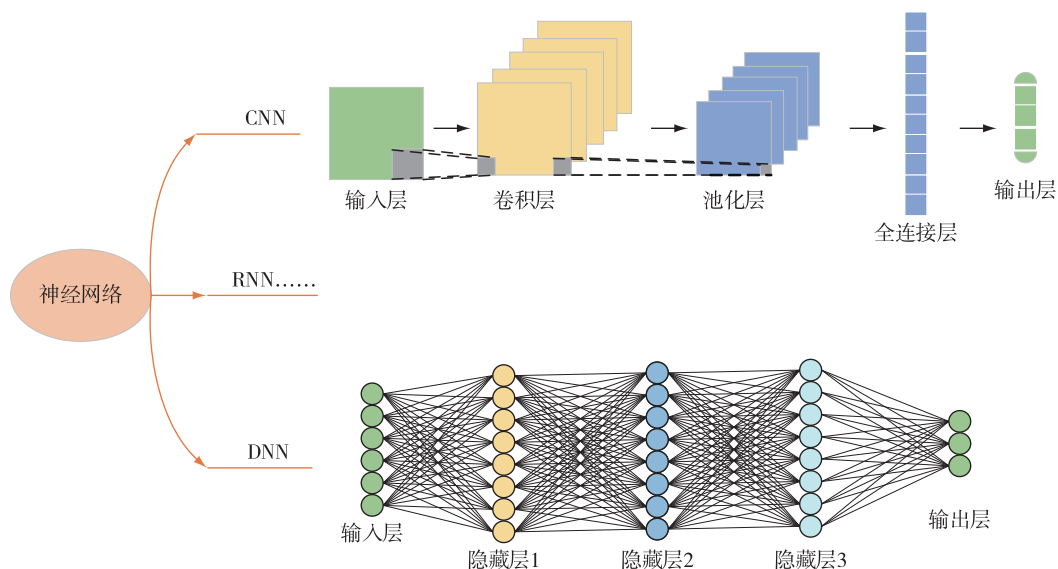 CNN
输入层
卷积层
池化层
全连接层
输出层
神经网络
RNN……
DNN
输入层
隐藏层1
隐藏层2
隐藏层3
输出层